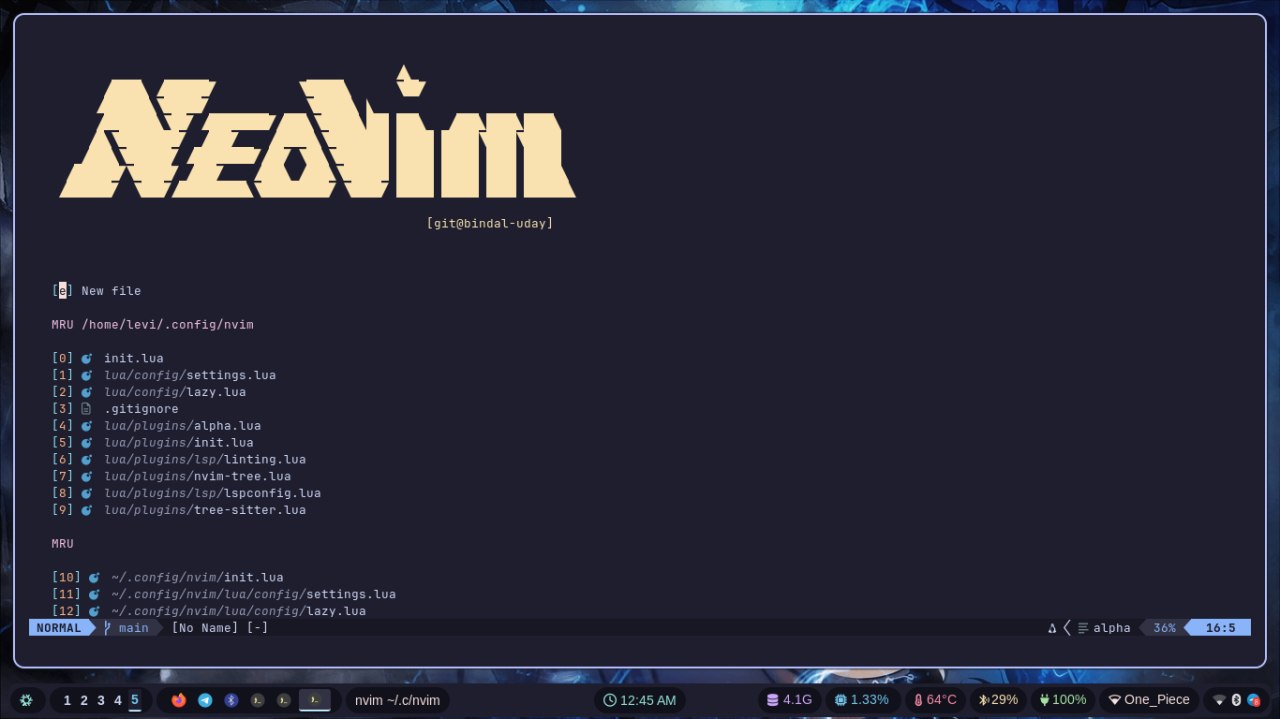 NEOVim
[git@bindal-uday]
[e] New file
MRU /home/levi/.config/nvim
[0] init.lua
[1] lua/config/settings.lua
[2] lua/config/lazy.lua
[3] .gitignore
[4] lua/plugins/alpha.lua
[5] lua/plugins/init.lua
[6] lua/plugins/lsp/linting.lua
[7] lua/plugins/nvim-tree.lua
[8] lua/plugins/lsp/lspconfig.lua
[9] lua/plugins/tree-sitter.lua
MRU
[10] ~/.config/nvim/init.lua
[11] ~/.config/nvim/lua/config/settings.lua
[12] ~/.config/nvim/lua/config/lazy.lua
NORMAL main [No Name] [-] alpha 36% 16:5
1 2 3 4 5 nvim ~/.c/nvim 12:45 AM 4.1G 1.33% 64°C 29% 100% One_Piece